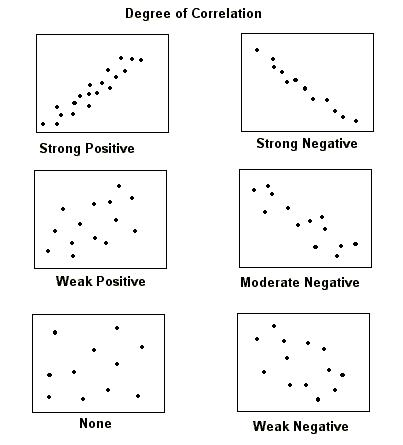 Degree of Correlation
Strong Positive
Strong Negative
Weak Positive
Moderate Negative
None
Weak Negative